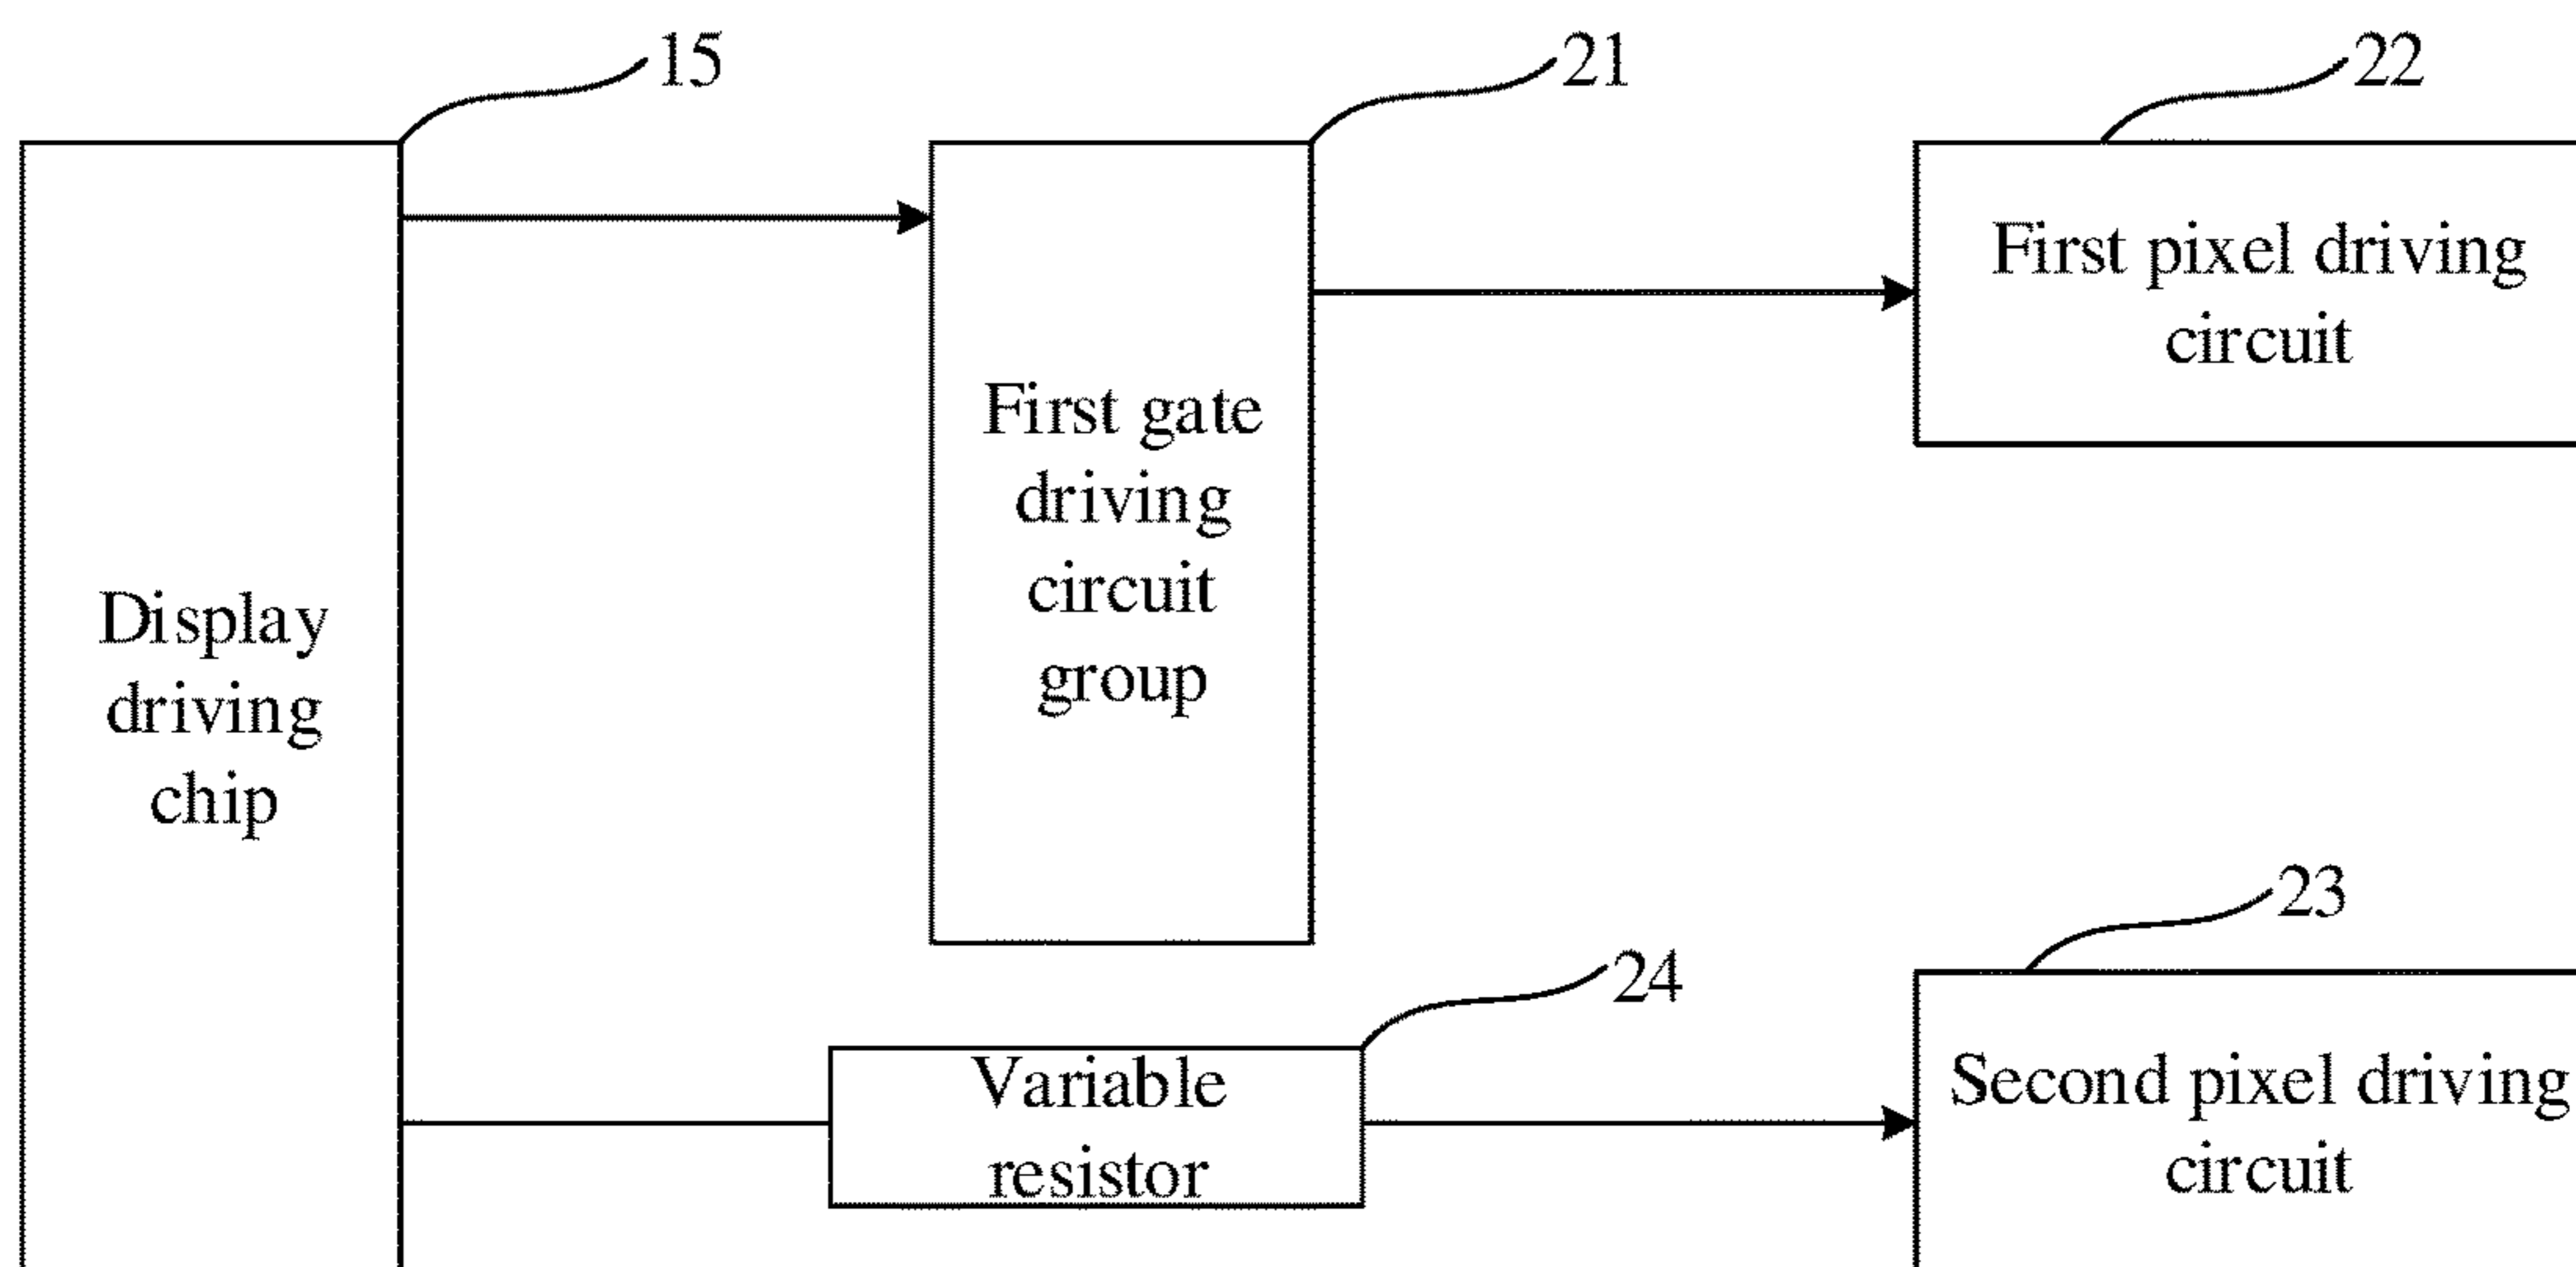 15
21
22
First pixel driving
circuit
First gate
driving
circuit
group
Display
driving
chip
23
24
Variable
resistor
Second pixel driving
circuit